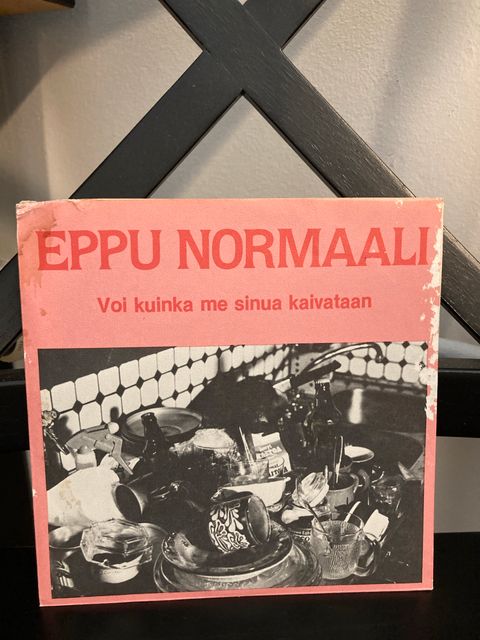 EPPU NORMAALI
Voi kuinka me sinua kaivataan